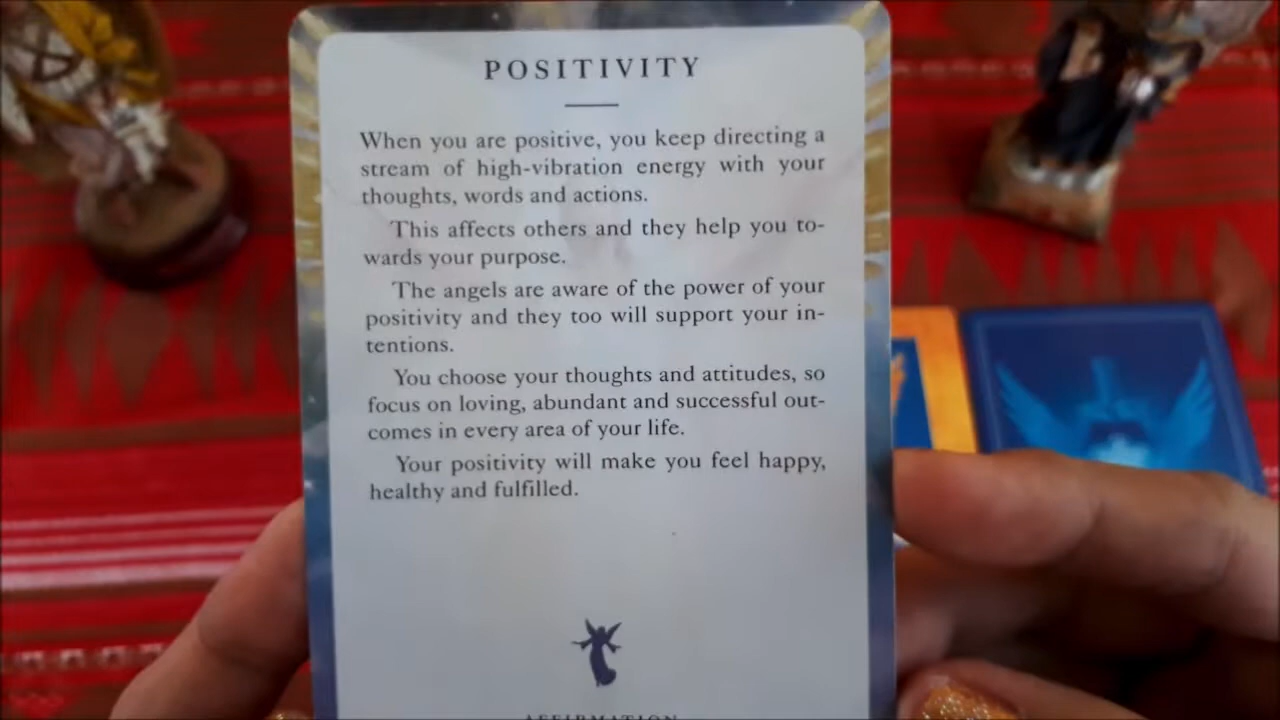 POSITIVITY
When you are positive, you keep directing a
stream of high-vibration energy with your
thoughts, words and actions.
This affects others and they help you to-
wards your purpose.
The angels are aware of the power of your
positivity and they too will support your in-
tentions.
You choose your thoughts and attitudes, so
focus on loving, abundant and successful out-
comes in every area of your life.
Your positivity will make you feel happy,
healthy and fulfilled.
AFFIRMATION